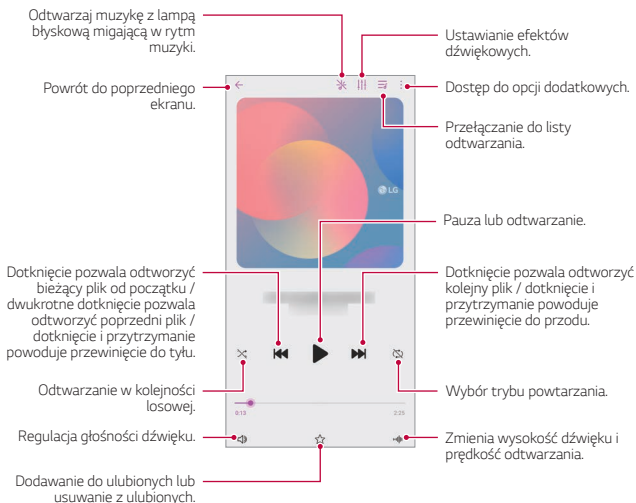 Odtwarzaj muzykę z lampą
błyskową migającą w rytm
muzyki.
Ustawianie efektów
dźwiękowych.
Powrót do poprzedniego
ekranu.
Dostęp do opcji dodatkowych.
Przełączanie do listy
odtwarzania.
LG
Pauza lub odtwarzanie.
Dotknięcie pozwala odtworzyć
bieżący plik od początku /
dwukrotne dotknięcie pozwala
odtworzyć poprzedni plik /
dotknięcie i przytrzymanie
powoduje przewinięcie do tyłu.
Dotknięcie pozwala odtworzyć
kolejny plik / dotknięcie i
przytrzymanie powoduje
przewinięcie do przodu.
Odtwarzanie w kolejności
losowej.
Wybór trybu powtarzania.
0:13
2:25
Regulacja głośności dźwięku.
Zmienia wysokość dźwięku i
prędkość odtwarzania.
Dodawanie do ulubionych lub
usuwanie z ulubionych.